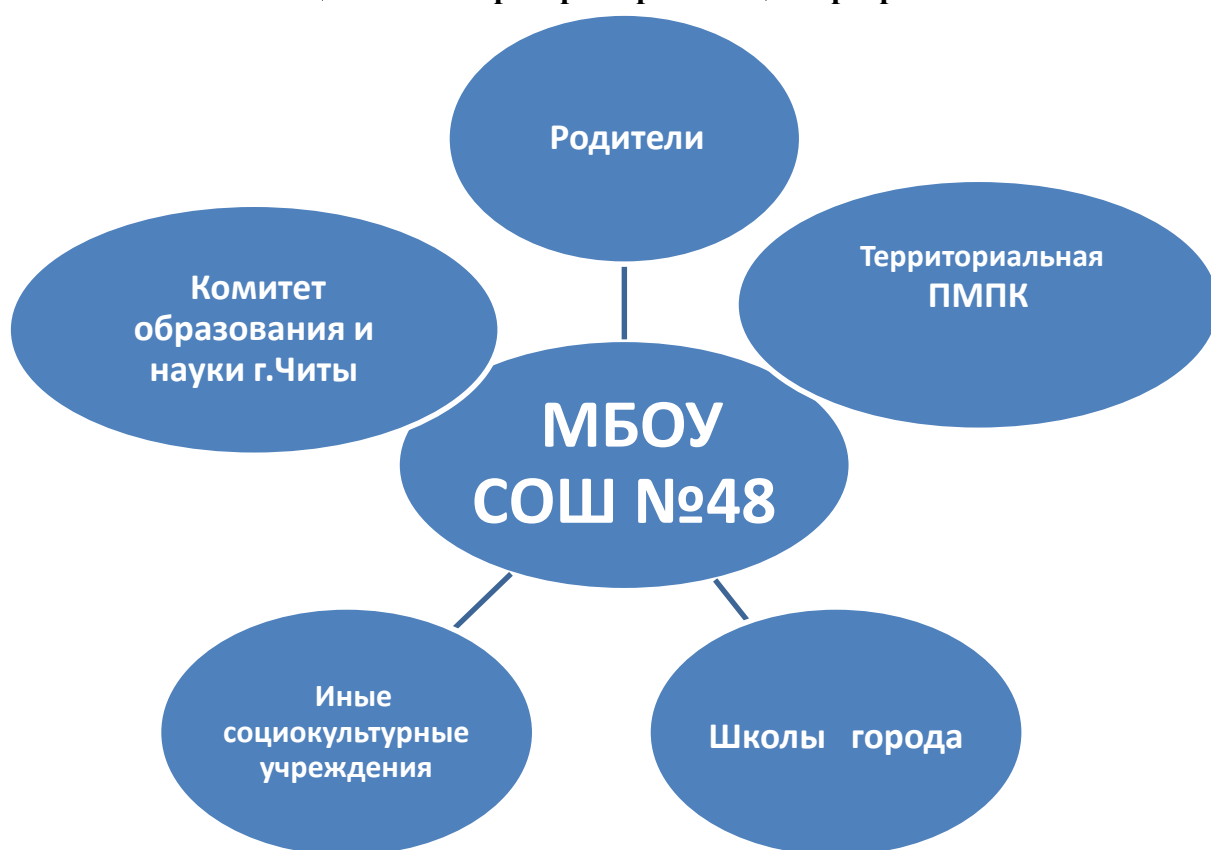 Родители
Территориальная
ПМПК
Комитет
образования и
науки г.Читы
МБОУ
СОШ №48
Иные
социокультурные
учреждения
Школы города